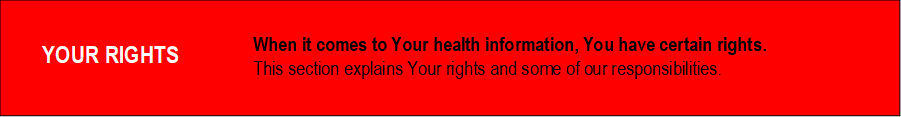 YOUR RIGHTS
When it comes to Your health information, You have certain rights.
This section explains Your rights and some of our responsibilities.